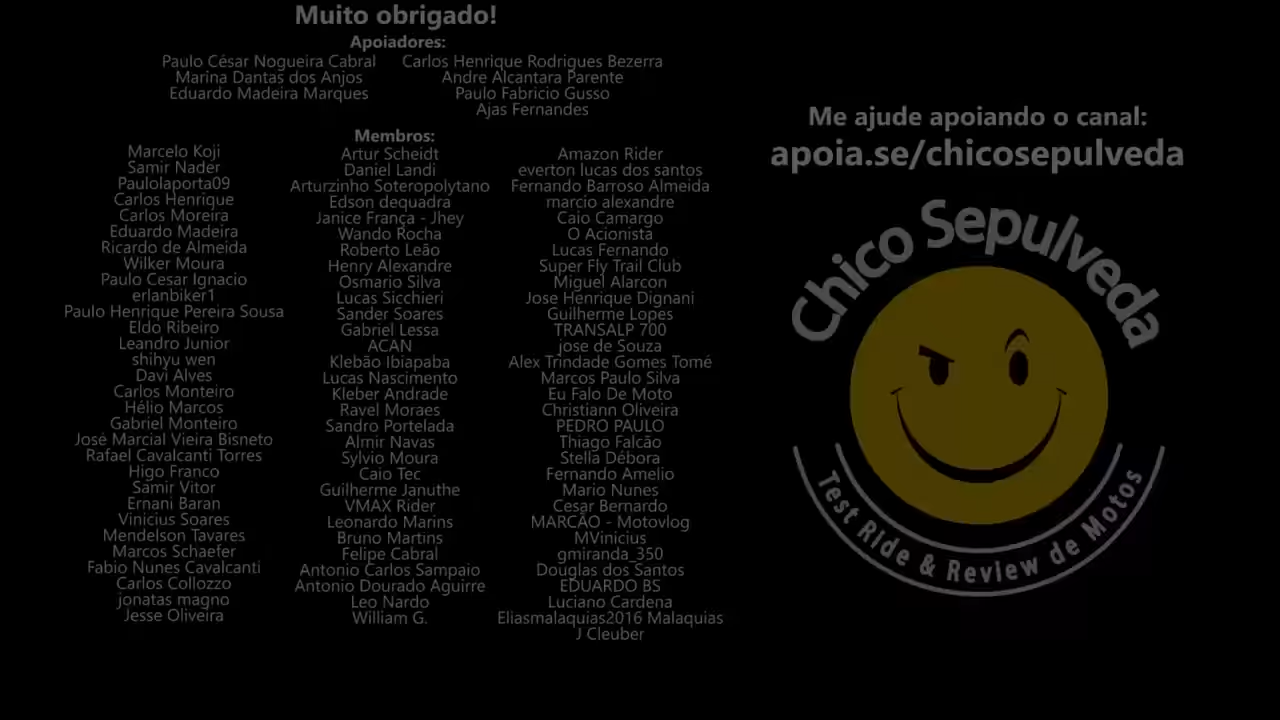 Muito obrigado!
Apoiadores:
Paulo César Nogueira Cabral
Marina Dantas dos Anjos
Eduardo Madeira Marques
Carlos Henrique Rodrigues Bezerra
Andre Alcantara Parente
Paulo Fabricio Gusso
Ajas Fernandes
Membros:
Marcelo Koji
Samir Nader
Paulolaporta09
Carlos Henrique
Carlos Moreira
Eduardo Madeira
Ricardo de Almeida
Wilker Moura
Paulo Cesar Ignacio
erlanbiker1
Paulo Henrique Pereira Sousa
Eldo Ribeiro
Leandro Junior
shihyu wen
Davi Alves
Carlos Monteiro
Hélio Marcos
Gabriel Monteiro
José Marcial Vieira Bisneto
Rafael Cavalcanti Torres
Higo Franco
Samir Vitor
Ernani Baran
Vinicius Soares
Mendelson Tavares
Marcos Schaefer
Fabio Nunes Cavalcanti
Carlos Collozzo
jonatas magno
Jesse Oliveira
Artur Scheidt
Daniel Landi
Arturzinho Soteropolytano
Edson dequadra
Janice França - Jhey
Wando Rocha
Roberto Leão
Henry Alexandre
Osmario Silva
Lucas Sicchieri
Sander Soares
Gabriel Lessa
ACAN
Klebão Ibiapaba
Lucas Nascimento
Kleber Andrade
Ravel Moraes
Sandro Portelada
Almir Navas
Sylvio Moura
Caio Tec
Guilherme Januthe
VMAX Rider
Leonardo Marins
Bruno Martins
Felipe Cabral
Antonio Carlos Sampaio
Antonio Dourado Aguirre
Leo Nardo
William G.
Amazon Rider
everton lucas dos santos
Fernando Barroso Almeida
marcio alexandre
Caio Camargo
O Acionista
Lucas Fernando
Super Fly Trail Club
Miguel Alarcon
Jose Henrique Dignani
Guilherme Lopes
TRANSALP 700
jose de Souza
Alex Trindade Gomes Tomé
Marcos Paulo Silva
Eu Falo De Moto
Christiann Oliveira
PEDRO PAULO
Thiago Falcão
Stella Débora
Fernando Amelio
Mario Nunes
Cesar Bernardo
MARCÃO - Motovlog
MVinicius
gmiranda_350
Douglas dos Santos
EDUARDO BS
Luciano Cardena
Eliasmalaquias2016 Malaquias
J Cleuber
Me ajude apoiando o canal:
apoia.se/chicosepulveda
Chico Sepulveda
Test Ride & Review de Motos